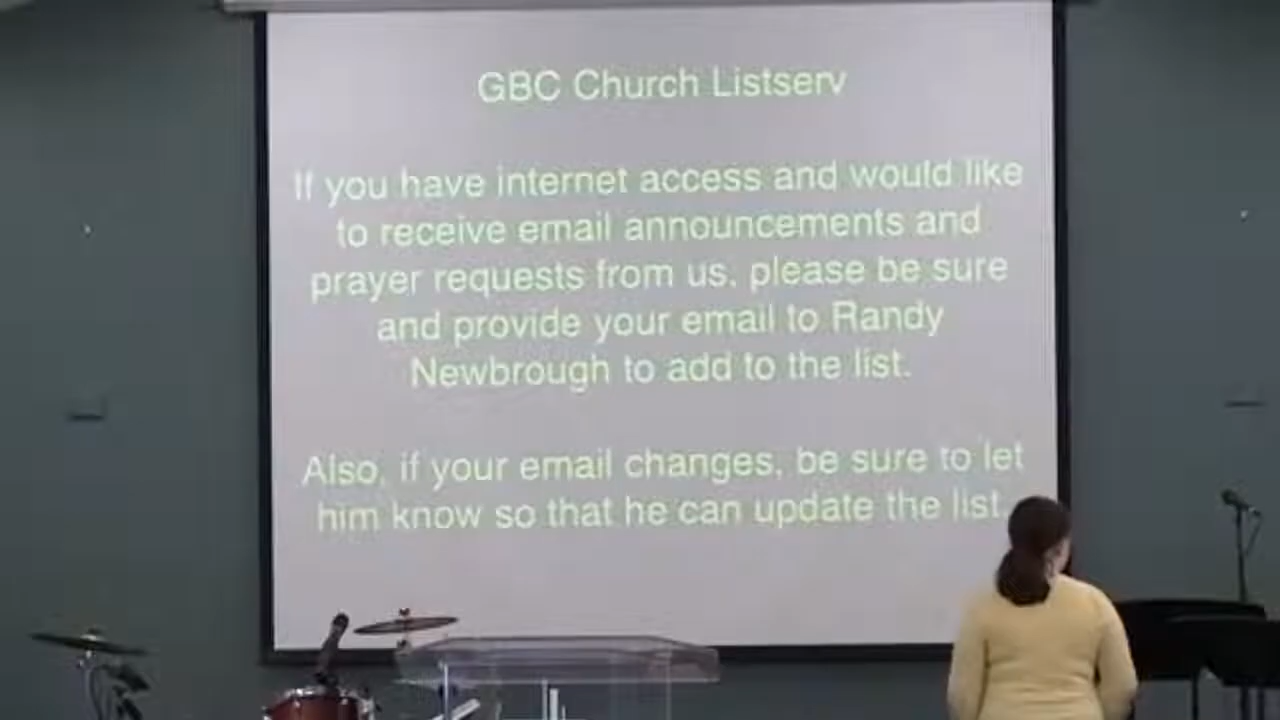 GBC Church Listserv
If you have internet access and would like
to receive email announcements and
prayer requests from us, please be sure
and provide your email to Randy
Newbrough to add to the list.
Also, if your email changes, be sure to let
him know so that he can update the list.